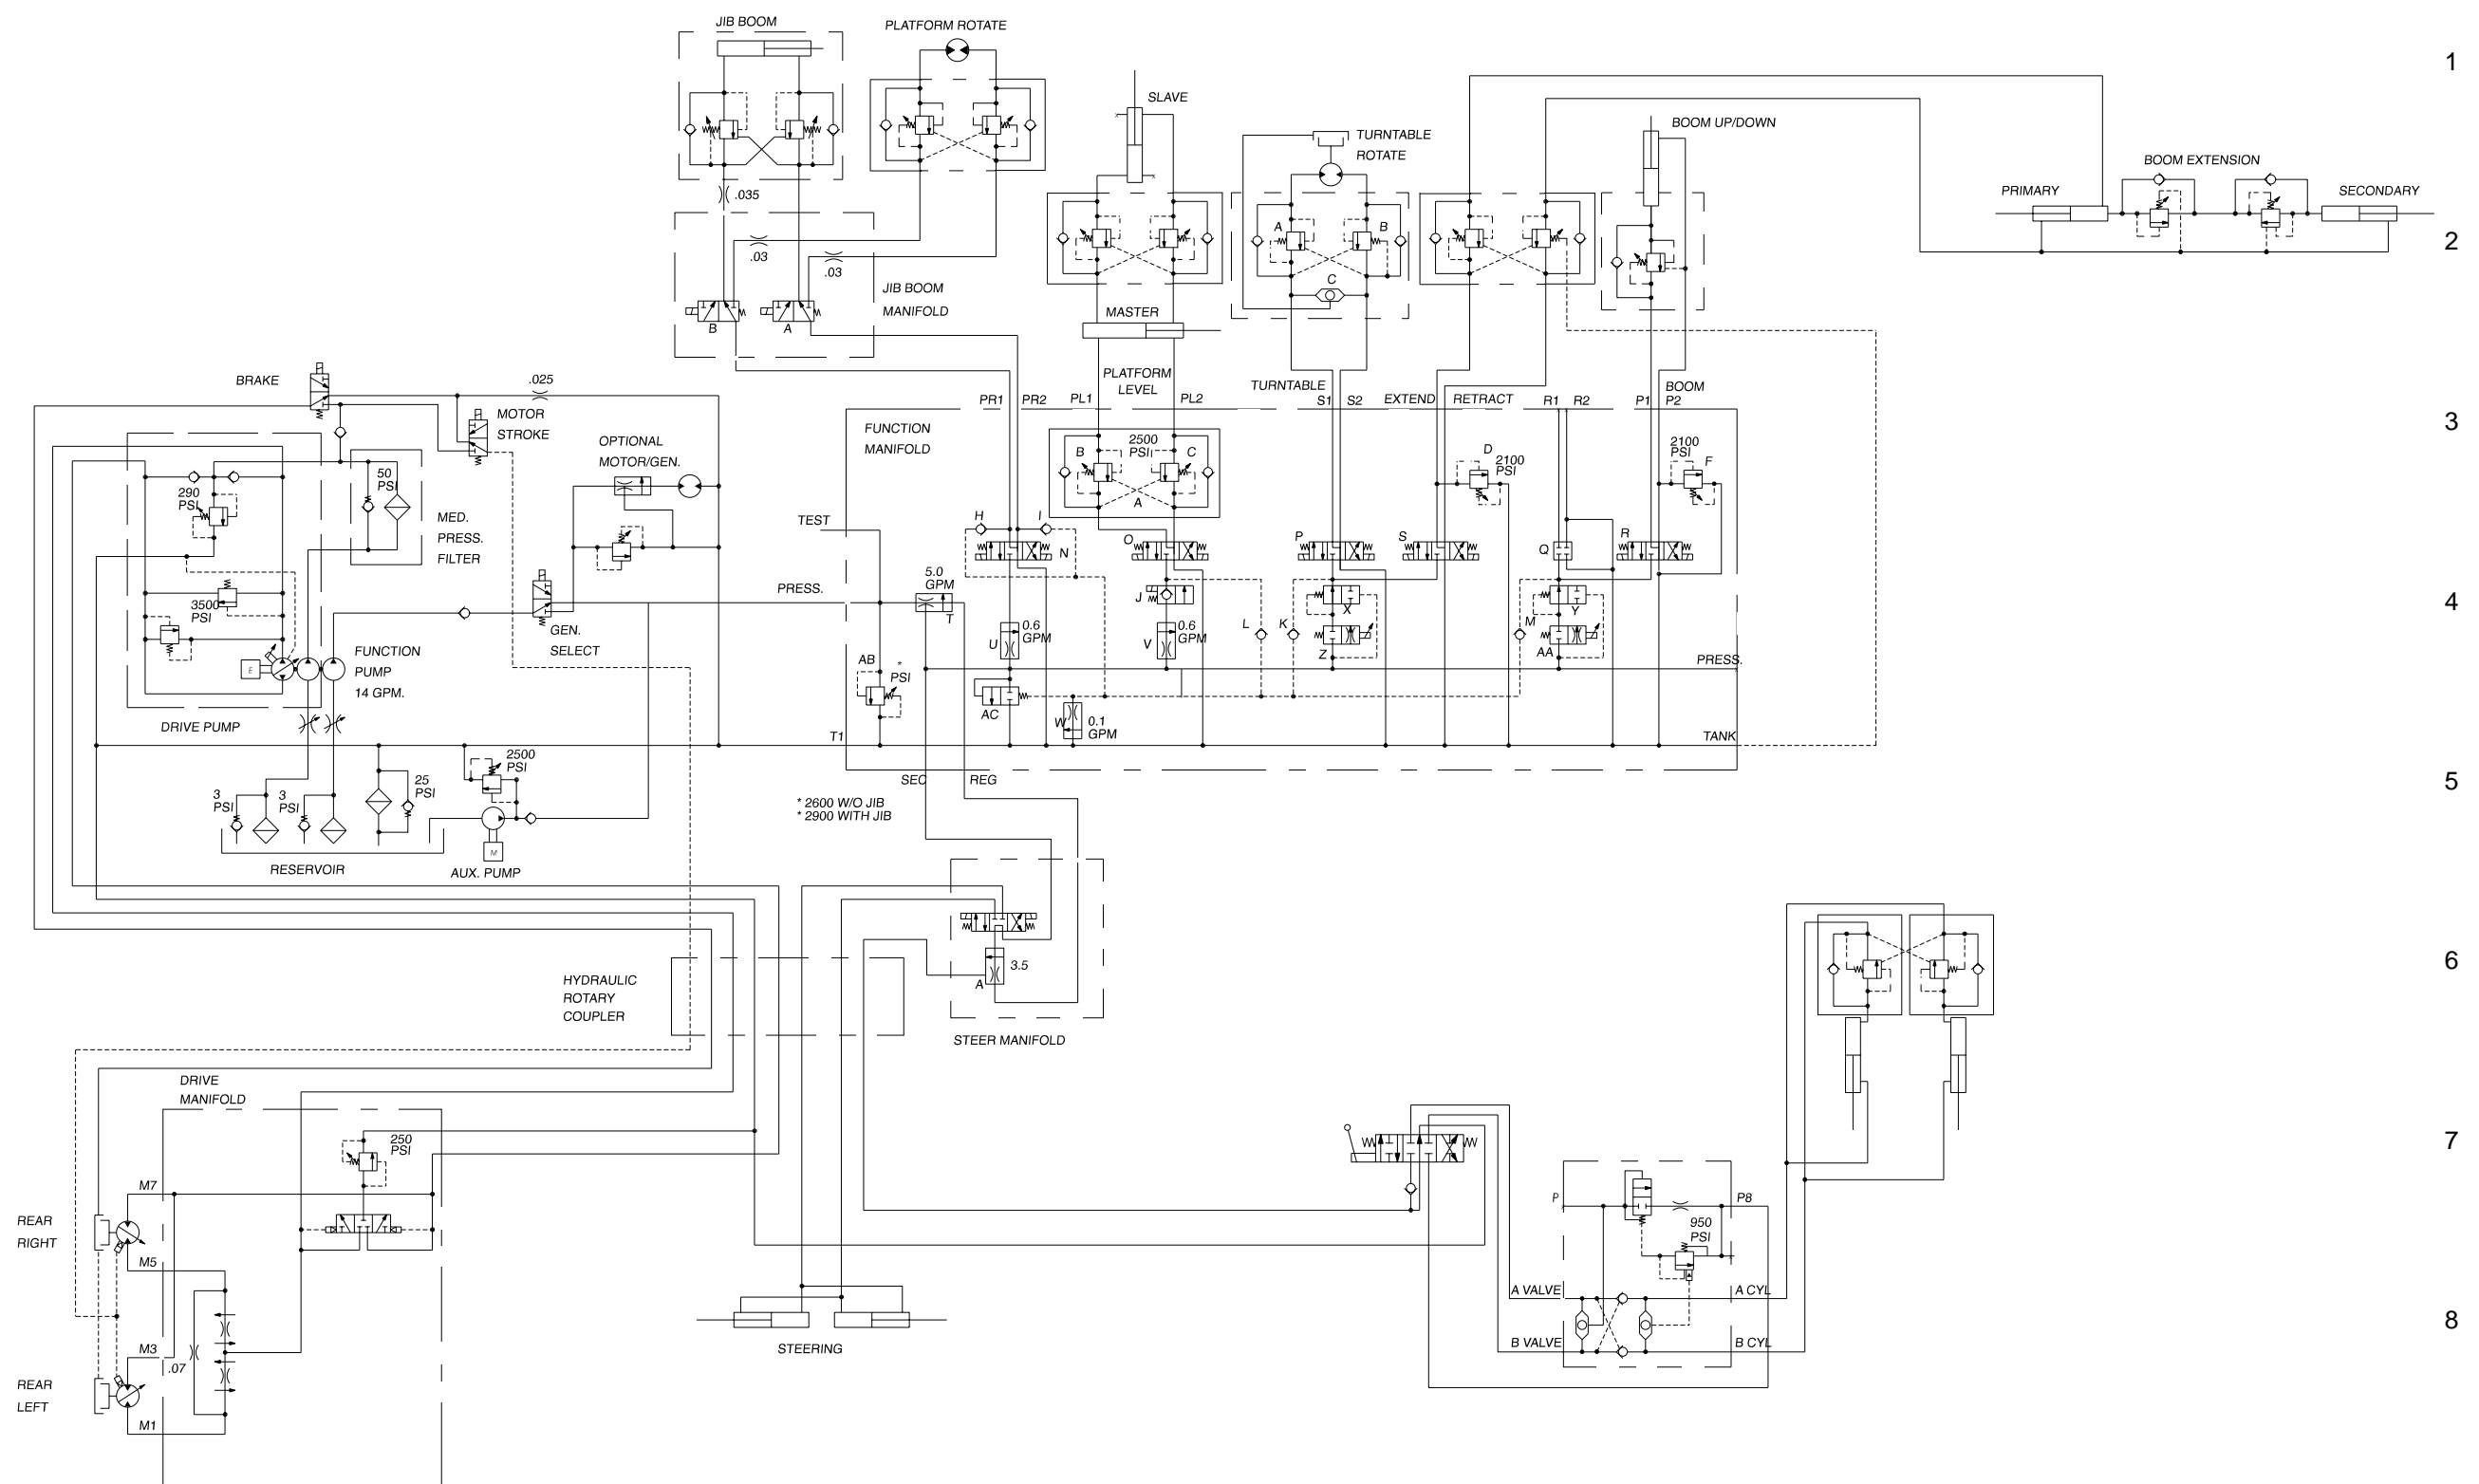 JIB BOOM
PLATFORM ROTATE
1
SLAVE
TURNTABLE
ROTATE
BOOM UP/DOWN
BOOM EXTENSION
PRIMARY
SECONDARY
.035
A
B
2
.03
.03
C
JIB BOOM
MANIFOLD
B
A
MASTER
BRAKE
.025
PLATFORM
LEVEL
TURNTABLE
BOOM
MOTOR
STROKE
PR1
PR2
PL1
PL2
S1
S2
EXTEND
RETRACT
R1
R2
P1
P2
3
FUNCTION
MANIFOLD
OPTIONAL
MOTOR/GEN.
2500
PSI
B
C
A
D
2100
PSI
2100
PSI
F
50
PSI
290
PSI
MED.
PRESS.
FILTER
TEST
H
I
N
O
P
S
Q
R
5.0
GPM
T
PRESS.
J
X
Y
4
3500
PSI
GEN.
SELECT
U
0.6
GPM
V
0.6
GPM
L
K
M
Z
AA
FUNCTION
PUMP
14 GPM.
E
AB
*
PSI
PRESS.
AC
W
0.1
GPM
DRIVE PUMP
T1
TANK
2500
PSI
3
PSI
3
PSI
25
PSI
SEC
REG
5
* 2600 W/O JIB
* 2900 WITH JIB
M
RESERVOIR
AUX. PUMP
HYDRAULIC
ROTARY
COUPLER
3.5
A
6
STEER MANIFOLD
DRIVE
MANIFOLD
250
PSI
7
M7
P
P8
REAR
RIGHT
950
PSI
M5
A VALVE
A CYL
8
M3
.07
STEERING
B VALVE
B CYL
REAR
LEFT
M1